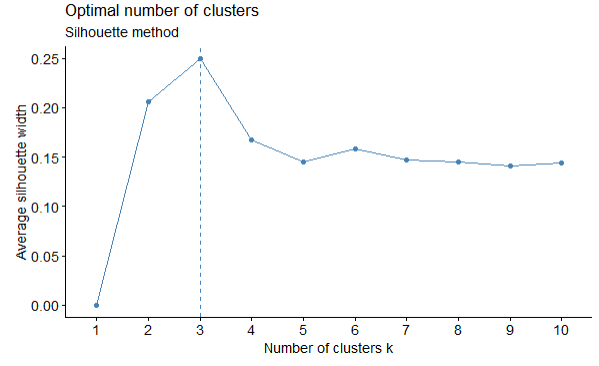 Optimal number of clusters
Silhouette method
Average silhouette width
0.25
0.20
0.15
0.10
0.05
0.00
1 2 3 4 5 6 7 8 9 10
Number of clusters k